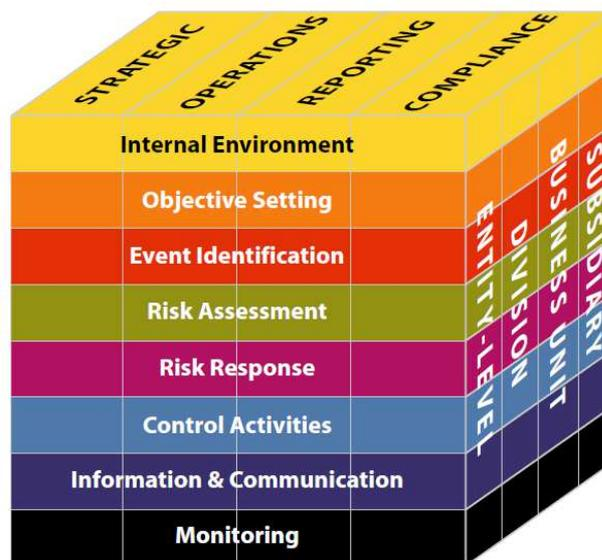 STRATEGIC
OPERATIONS
REPORTING
COMPLIANCE
Internal Environment
Objective Setting
Event Identification
Risk Assessment
Risk Response
Control Activities
Information & Communication
Monitoring
ENTITY-LEVEL
DIVISION
BUSINESS UNIT
SUBSIDIARY